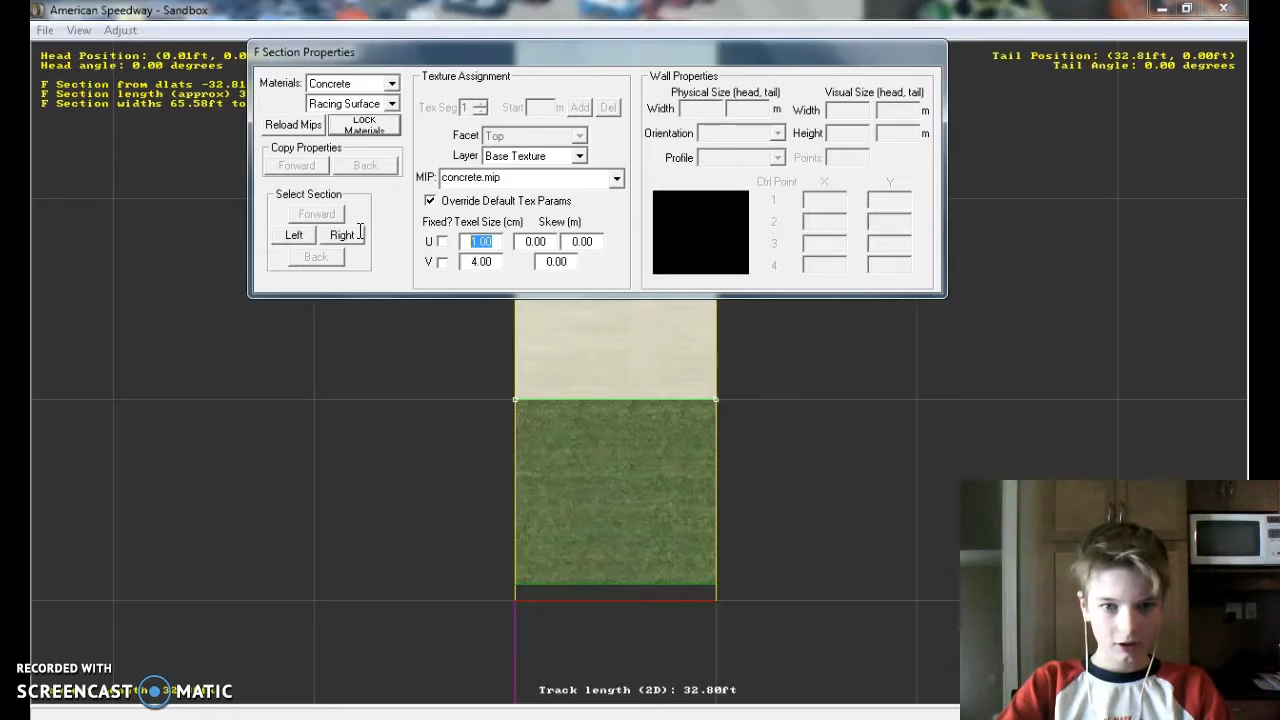 American Speedway - Sandbox
File View Adjust
Head Position: (0.01ft, 0.0
Head angle: 0.00 degrees
F Section from dlats -32.81
F Section length (approx) 3
F Section widths 65.58ft to
Tail Position: (32.81ft, 0.00ft)
Tail Angle: 0.00 degrees
F Section Properties
Materials: Concrete
Racing Surface
Reload Mips
Lock Materials
Copy Properties
Forward Back
Select Section
Forward
Left Right
Back
Texture Assignment
Tex Seg 1 Start m Add Del
Facet Top
Layer Base Texture
MIP: concrete.mip
Override Default Tex Params
Fixed? Texel Size (cm) Skew (m)
U 1.00 0.00 0.00
V 4.00 0.00
Wall Properties
Physical Size (head, tail) Visual Size (head, tail)
Width m Width m
Orientation Height m
Profile Points
Ctrl Point X Y
1
2
3
4
Track length (2D): 32.80ft
RECORDED WITH
SCREENCAST MATIC